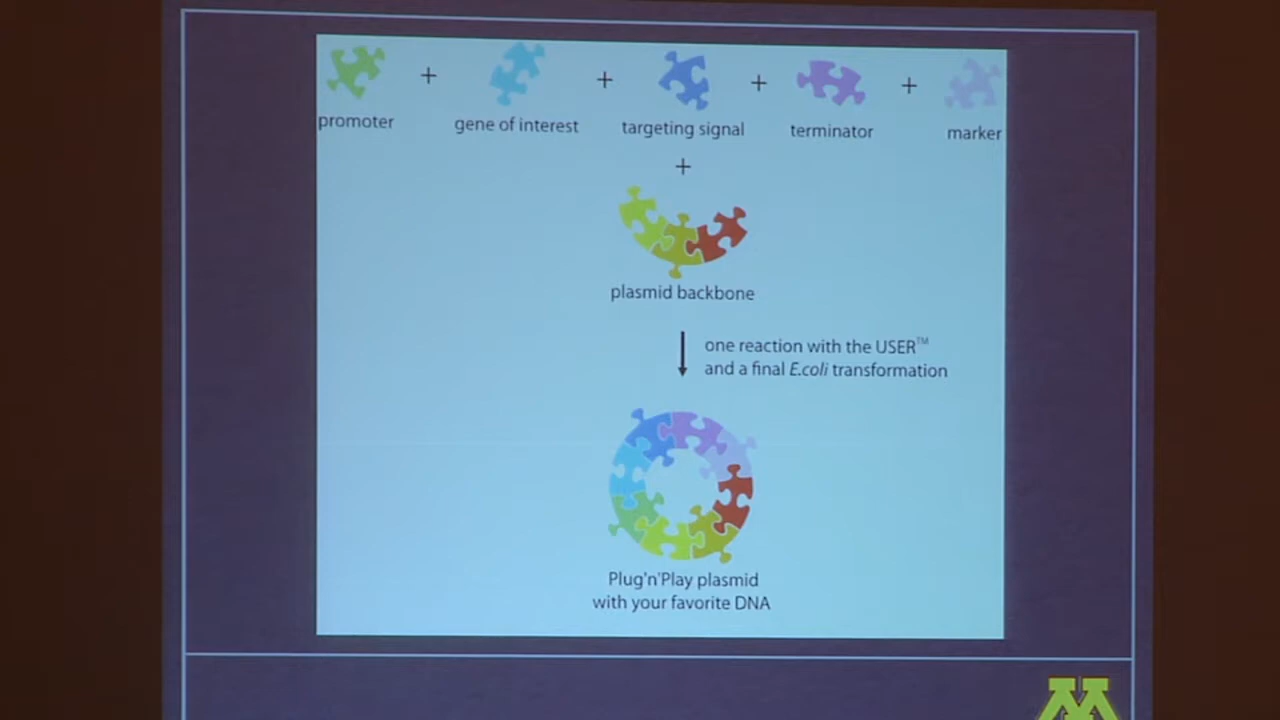 promoter + gene of interest + targeting signal + terminator + marker
+
plasmid backbone
one reaction with the USER™
and a final E.coli transformation
Plug'n'Play plasmid
with your favorite DNA
M